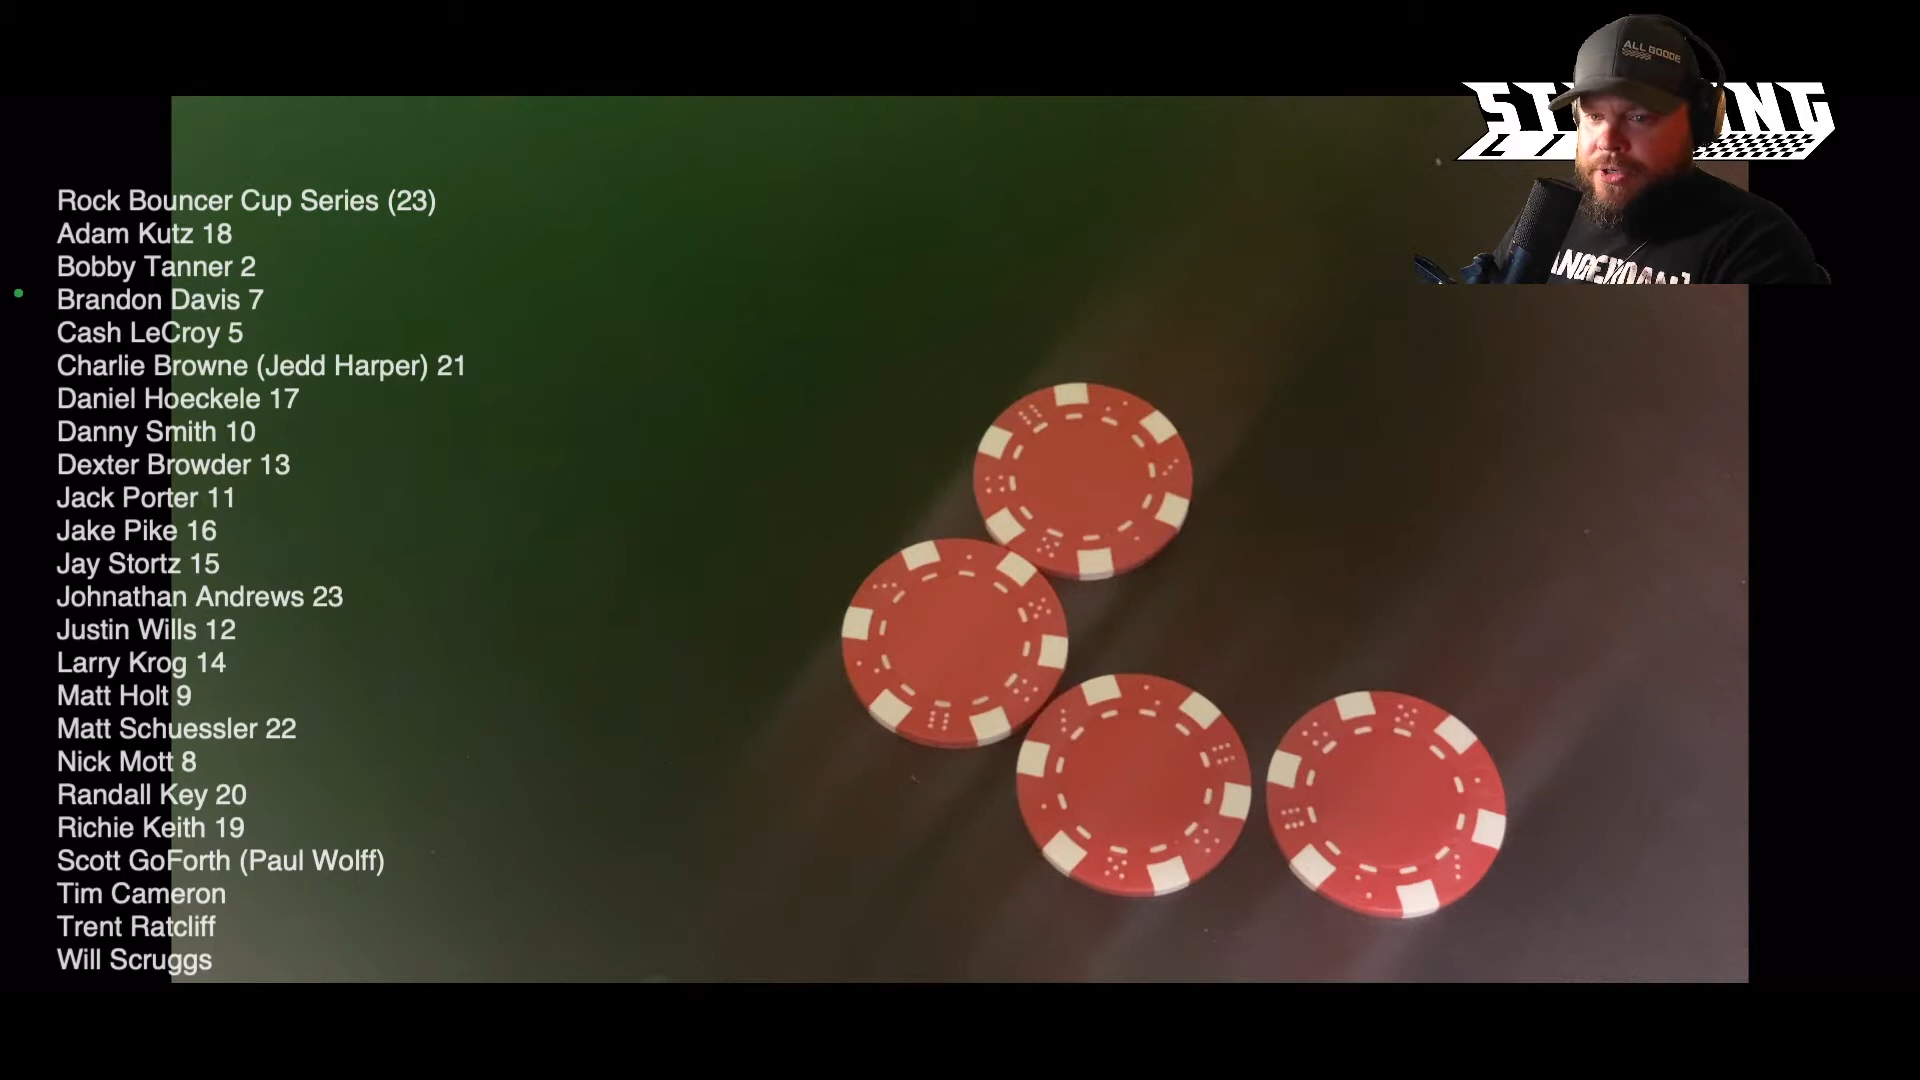 ALL GOODE
Rock Bouncer Cup Series (23)
Adam Kutz 18
Bobby Tanner 2
Brandon Davis 7
Cash LeCroy 5
Charlie Browne (Jedd Harper) 21
Daniel Hoeckele 17
Danny Smith 10
Dexter Browder 13
Jack Porter 11
Jake Pike 16
Jay Stortz 15
Johnathan Andrews 23
Justin Wills 12
Larry Krog 14
Matt Holt 9
Matt Schuessler 22
Nick Mott 8
Randall Key 20
Richie Keith 19
Scott GoForth (Paul Wolff)
Tim Cameron
Trent Ratcliff
Will Scruggs